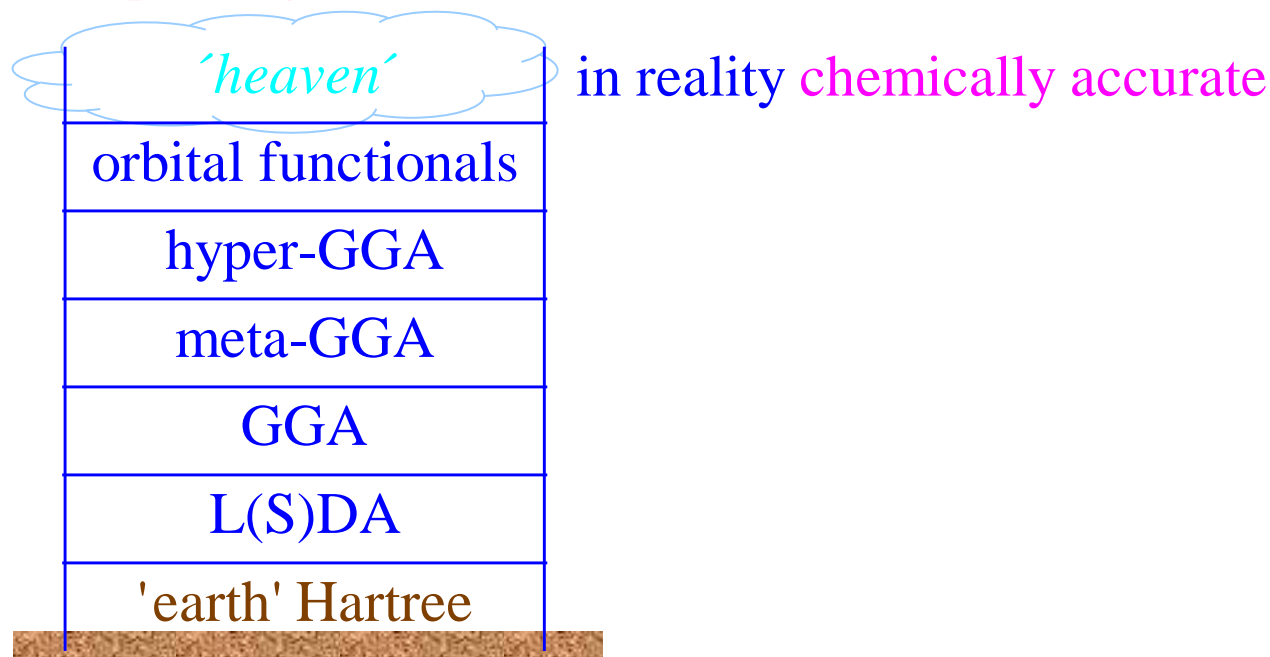 ´heaven´ in reality chemically accurate
orbital functionals
hyper-GGA
meta-GGA
GGA
L(S)DA
'earth' Hartree